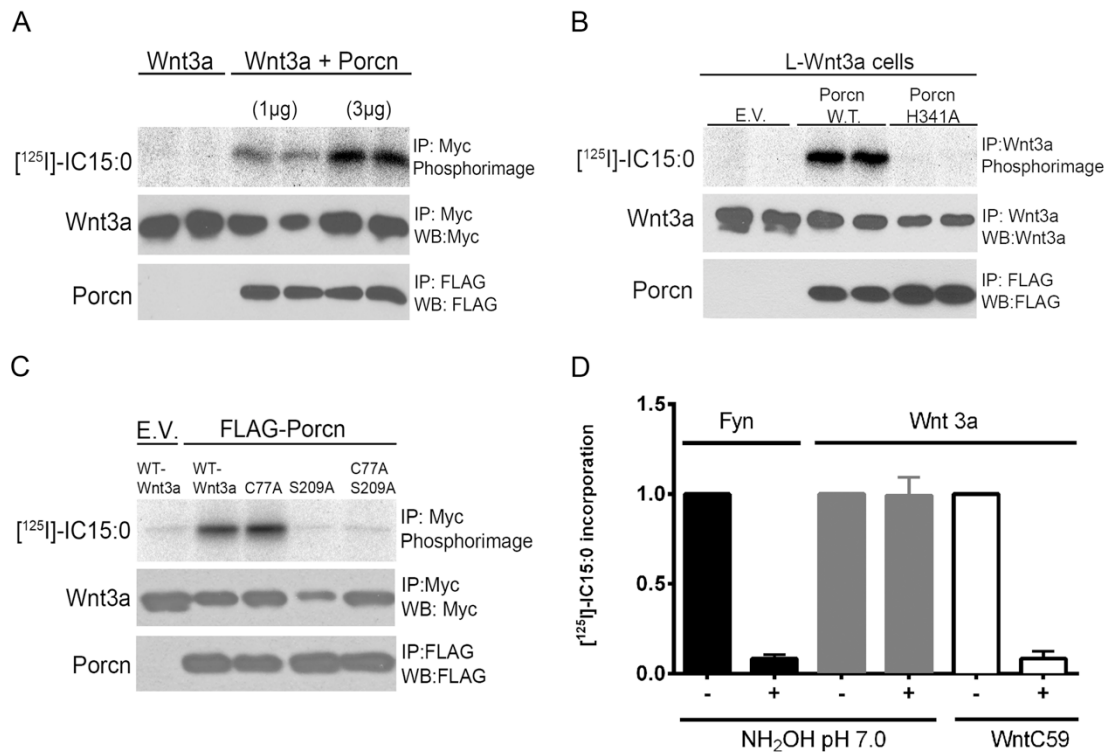 A
Wnt3a
Wnt3a + Porcn
(1µg)
(3µg)
[¹²⁵I]-IC15:0
IP: Myc
Phosphorimage
Wnt3a
IP: Myc
WB:Myc
Porcn
IP: FLAG
WB: FLAG
B
L-Wnt3a cells
E.V.
Porcn
W.T.
Porcn
H341A
[¹²⁵I]-IC15:0
IP:Wnt3a
Phosphorimage
Wnt3a
IP: Wnt3a
WB:Wnt3a
Porcn
IP: FLAG
WB:FLAG
C
E.V.
FLAG-Porcn
WT-
Wnt3a
WT-
Wnt3a
C77A
S209A
C77A
S209A
[¹²⁵I]-IC15:0
IP: Myc
Phosphorimage
Wnt3a
IP:Myc
WB: Myc
Porcn
IP:FLAG
WB:FLAG
D
[¹²⁵I]-IC15:0 incorporation
1.5
1.0
0.5
0.0
Fyn
Wnt 3a
- + - + - +
NH₂OH pH 7.0
WntC59